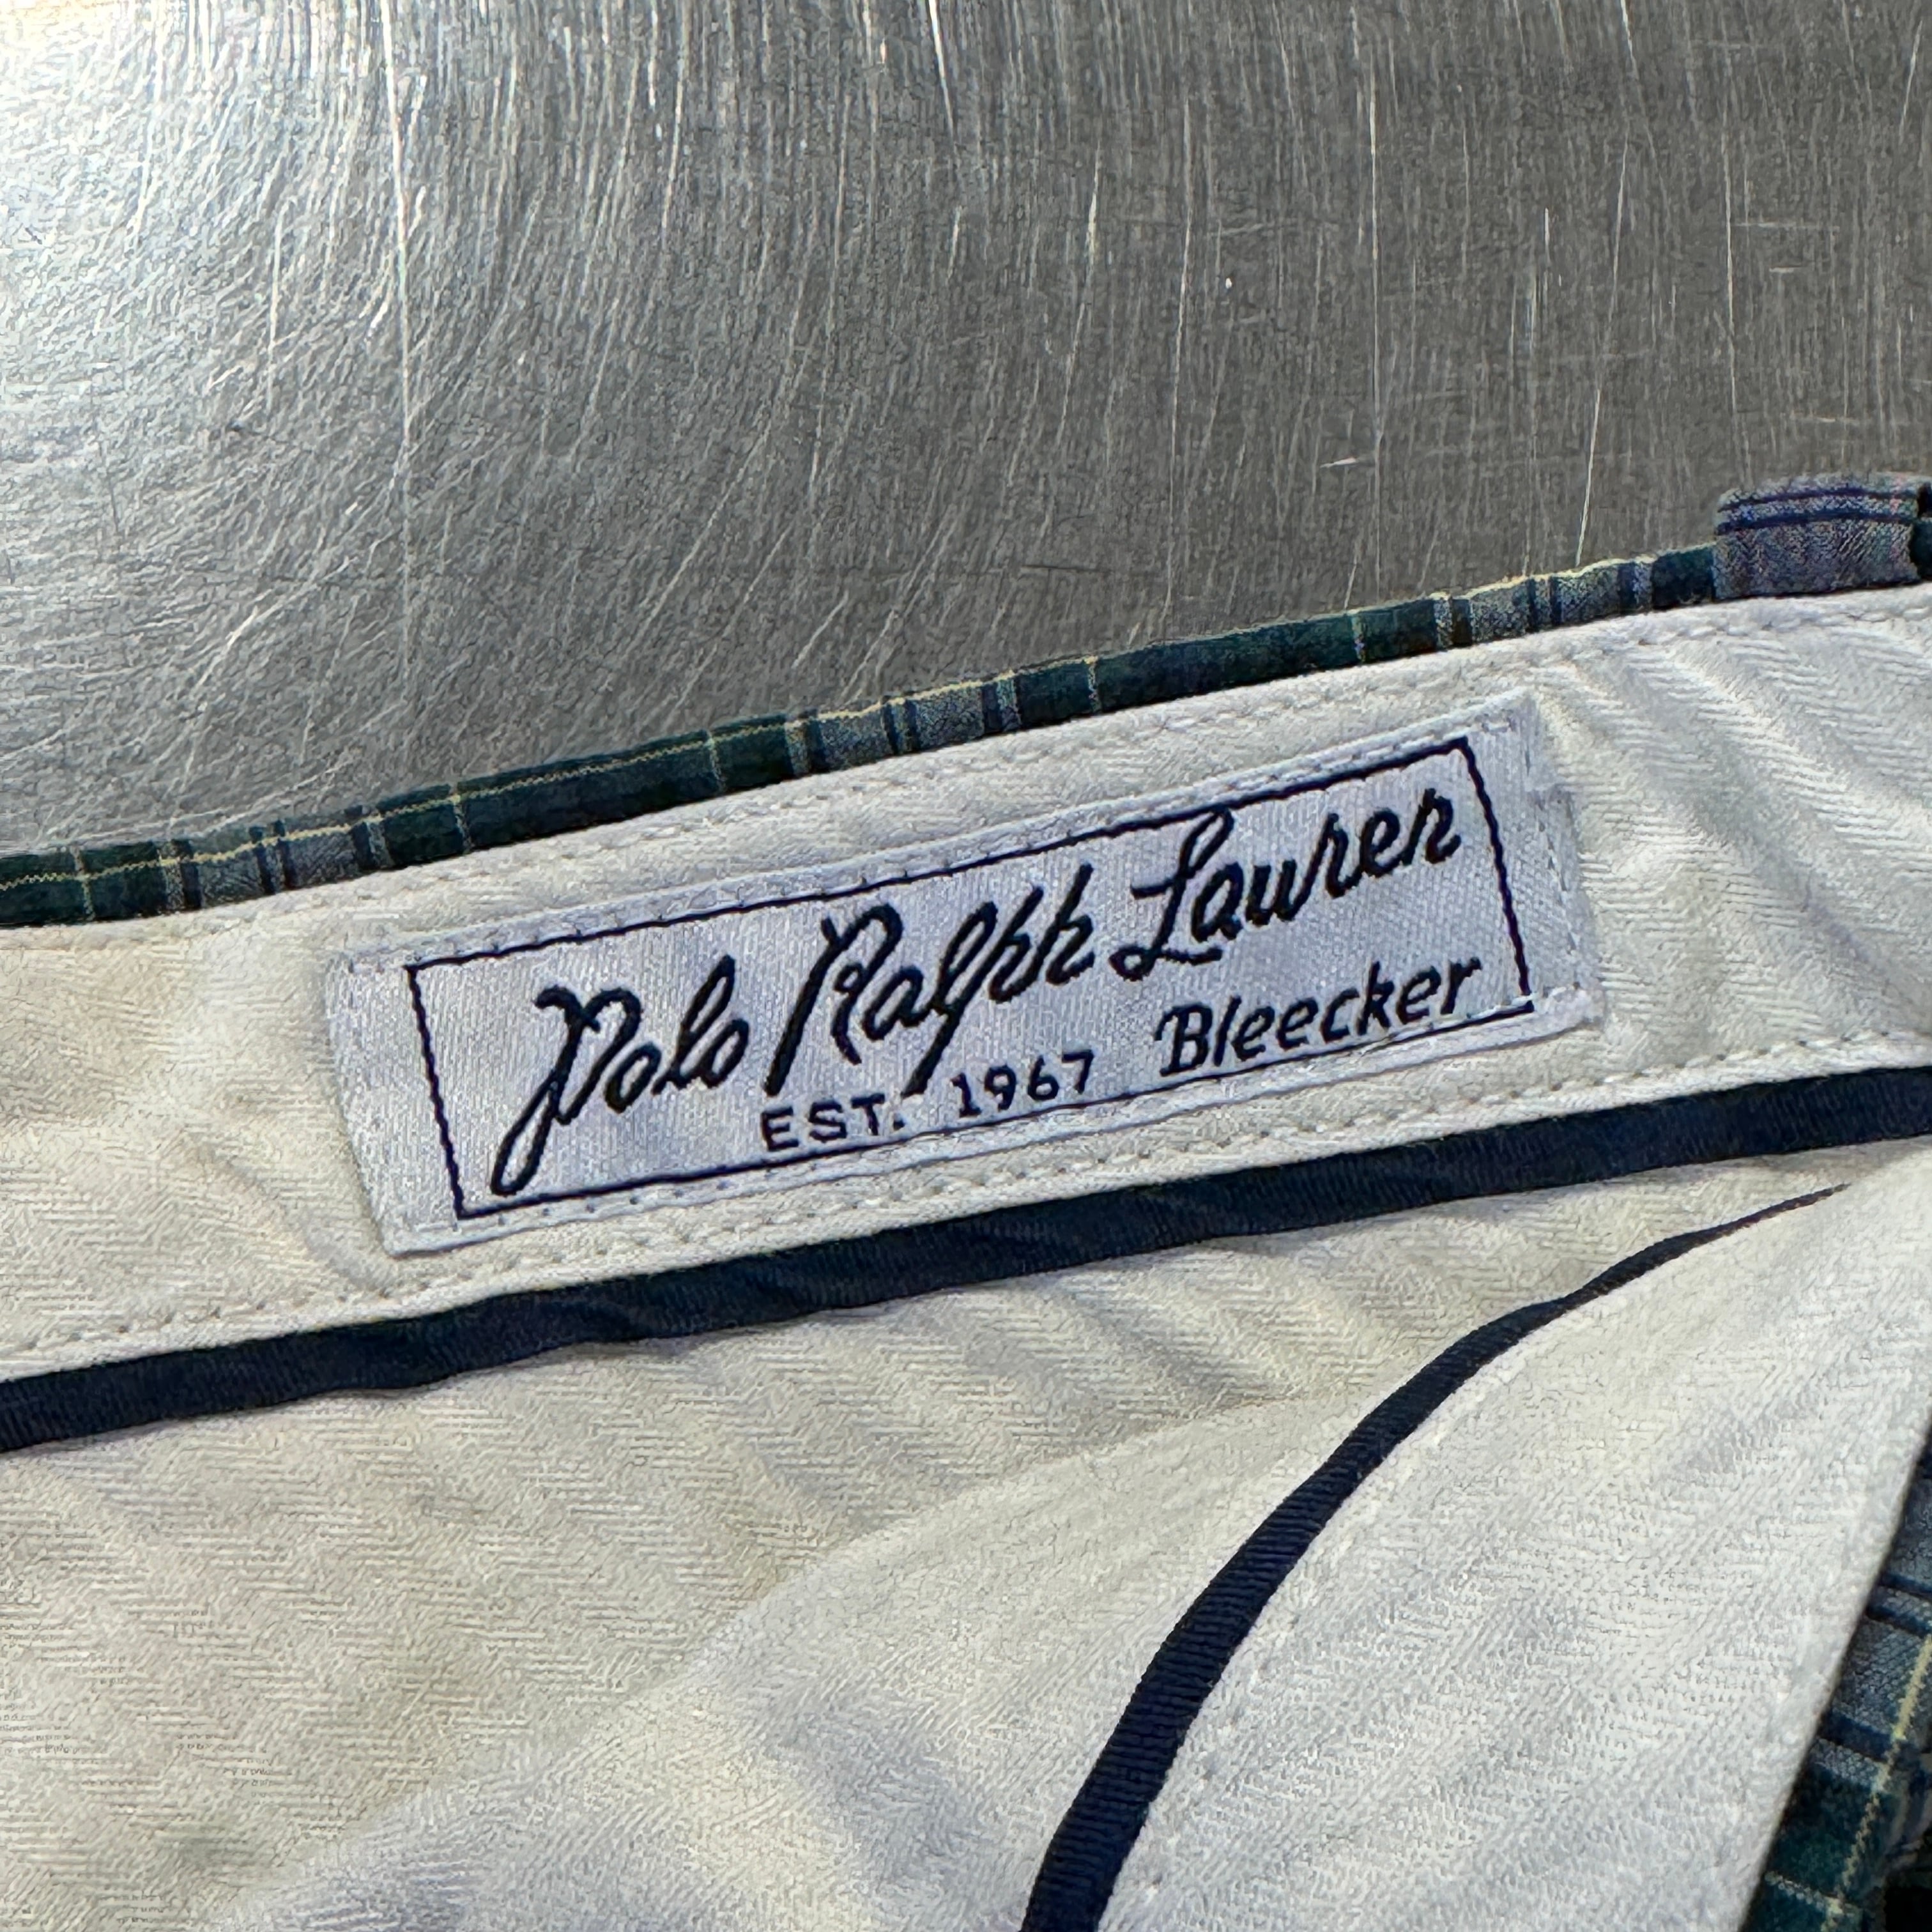 Polo Ralph Lauren
EST. 1967 Bleecker